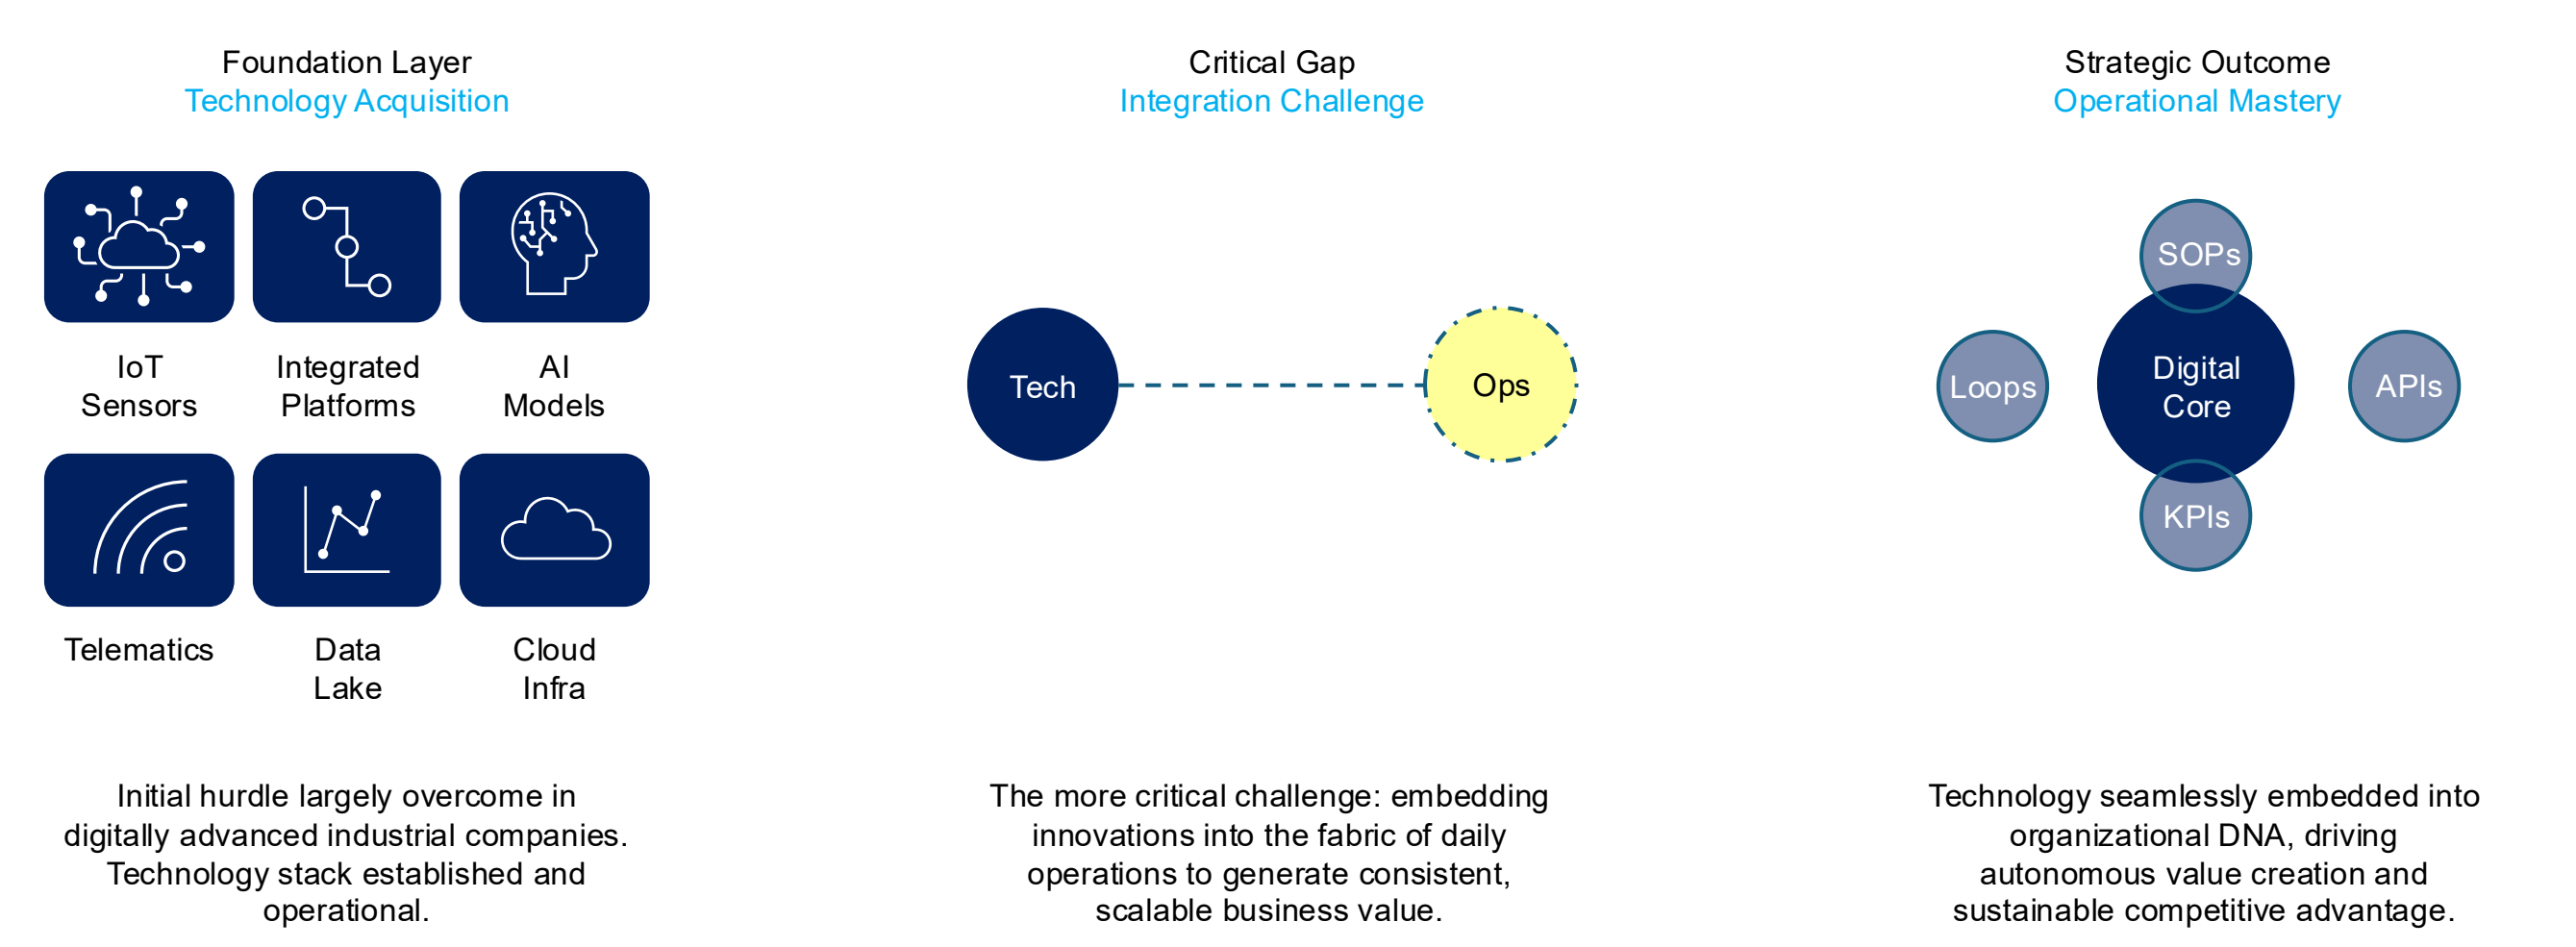 Foundation Layer
Technology Acquisition
IoT
Sensors
Integrated
Platforms
AI
Models
Telematics
Data
Lake
Cloud
Infra
Initial hurdle largely overcome in
digitally advanced industrial companies.
Technology stack established and
operational.
Critical Gap
Integration Challenge
Tech
Ops
The more critical challenge: embedding
innovations into the fabric of daily
operations to generate consistent,
scalable business value.
Strategic Outcome
Operational Mastery
SOPs
Loops
Digital
Core
APIs
KPIs
Technology seamlessly embedded into
organizational DNA, driving
autonomous value creation and
sustainable competitive advantage.